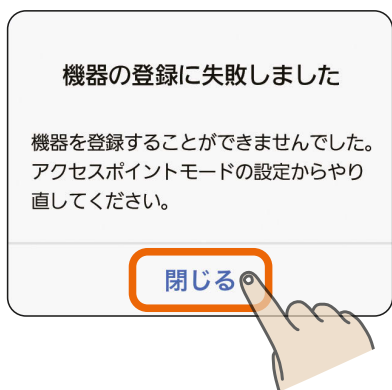 機器の登録に失敗しました
機器を登録することができませんでした。
アクセスポイントモードの設定からやり
直してください。
閉じる